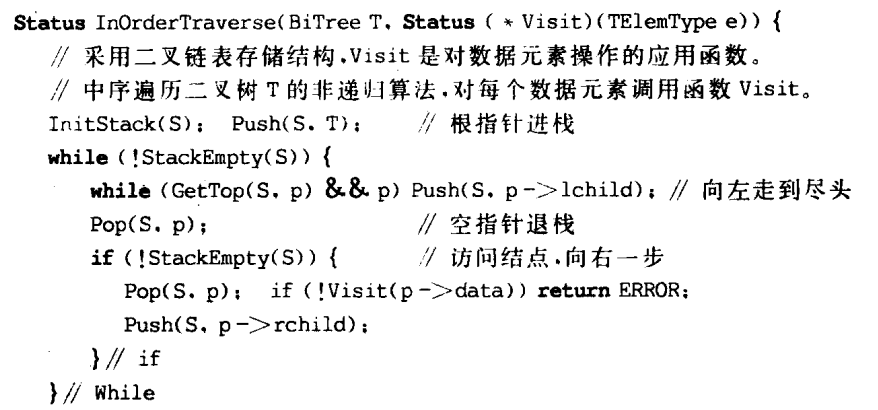 Status InOrderTraverse(BiTree T, Status ( * Visit)(TElemType e)) {
// 采用二叉链表存储结构,Visit 是对数据元素操作的应用函数。
// 中序遍历二叉树 T 的非递归算法,对每个数据元素调用函数 Visit。
InitStack(S); Push(S, T); // 根指针进栈
while (!StackEmpty(S)) {
while (GetTop(S, p) && p) Push(S, p->lchild); // 向左走到尽头
Pop(S, p); // 空指针退栈
if (!StackEmpty(S)) { // 访问结点,向右一步
Pop(S, p); if (!Visit(p->data)) return ERROR;
Push(S, p->rchild);
} // if
} // While